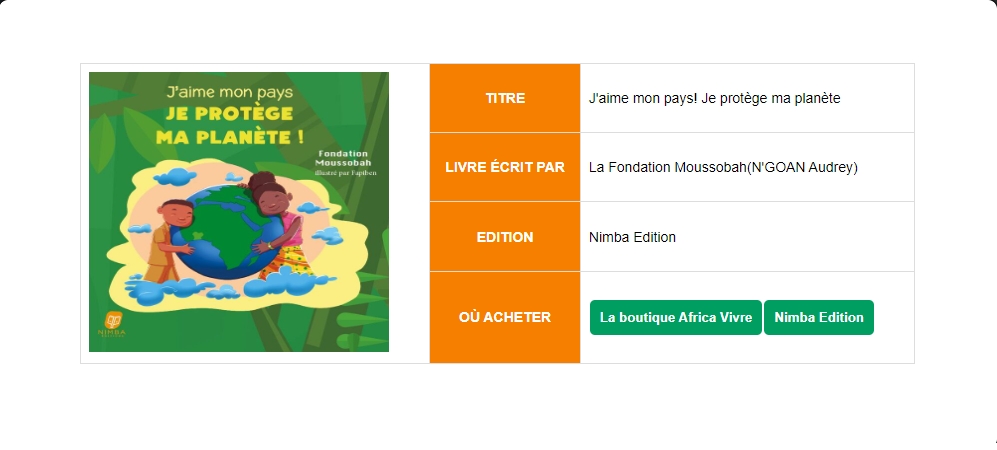 J'aime mon pays
JE PROTÈGE
MA PLANÈTE !
Fondation
Moussobah
illustré par Fapiben
NIMBA
TITRE
J'aime mon pays! Je protège ma planète
LIVRE ÉCRIT PAR
La Fondation Moussobah(N'GOAN Audrey)
EDITION
Nimba Edition
OÙ ACHETER
La boutique Africa Vivre
Nimba Edition